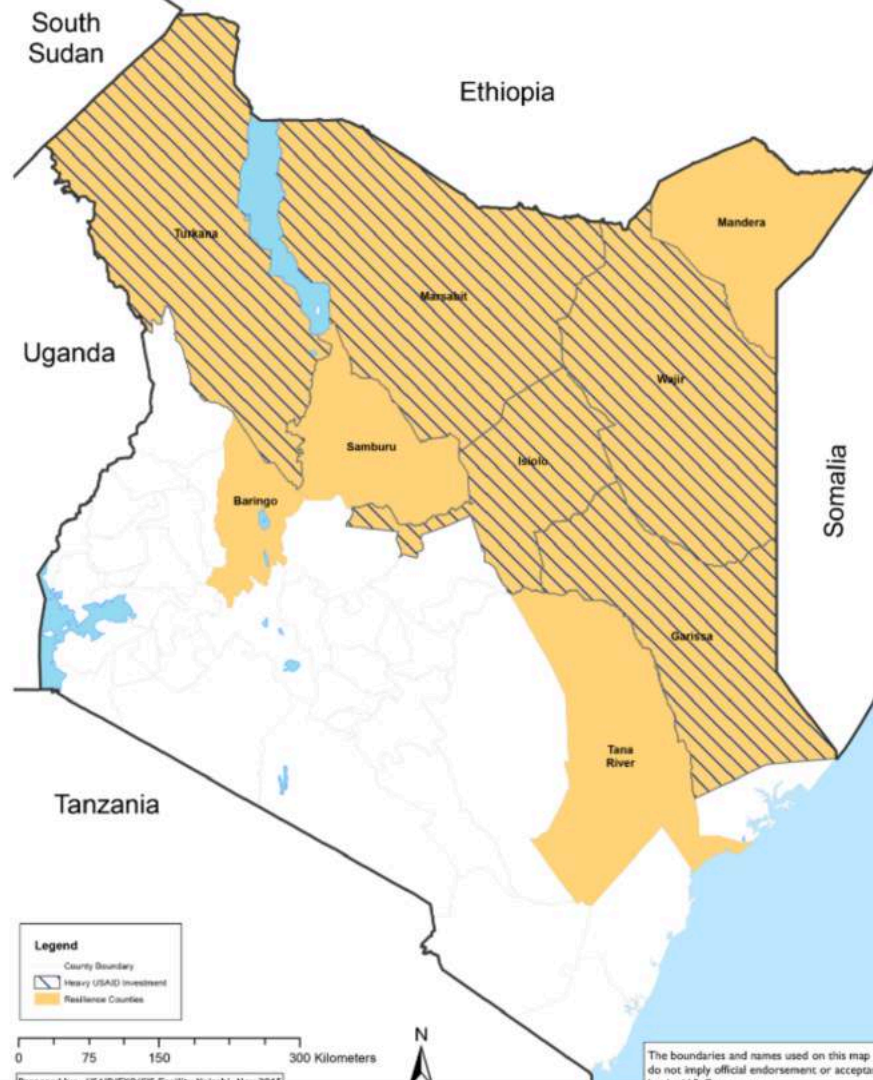 South
Sudan
Ethiopia
Mandera
Turkana
Marsabit
Uganda
Wajir
Samburu
Isiolo
Somalia
Baringo
Garissa
Tana
River
Tanzania
Legend
County Boundary
Heavy USAID Investment
Resilience Counties
0 75 150 300 Kilometers
N
The boundaries and names used on this map
do not imply official endorsement or accepta